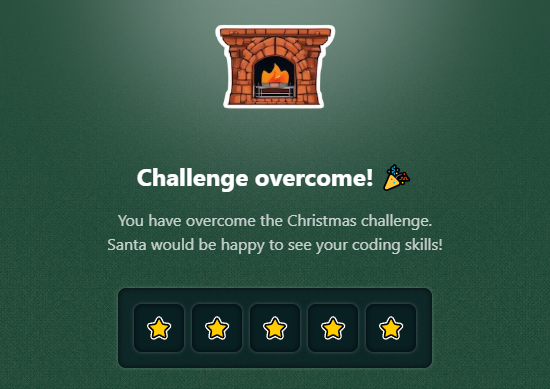 Challenge overcome! 🎉
You have overcome the Christmas challenge.
Santa would be happy to see your coding skills!